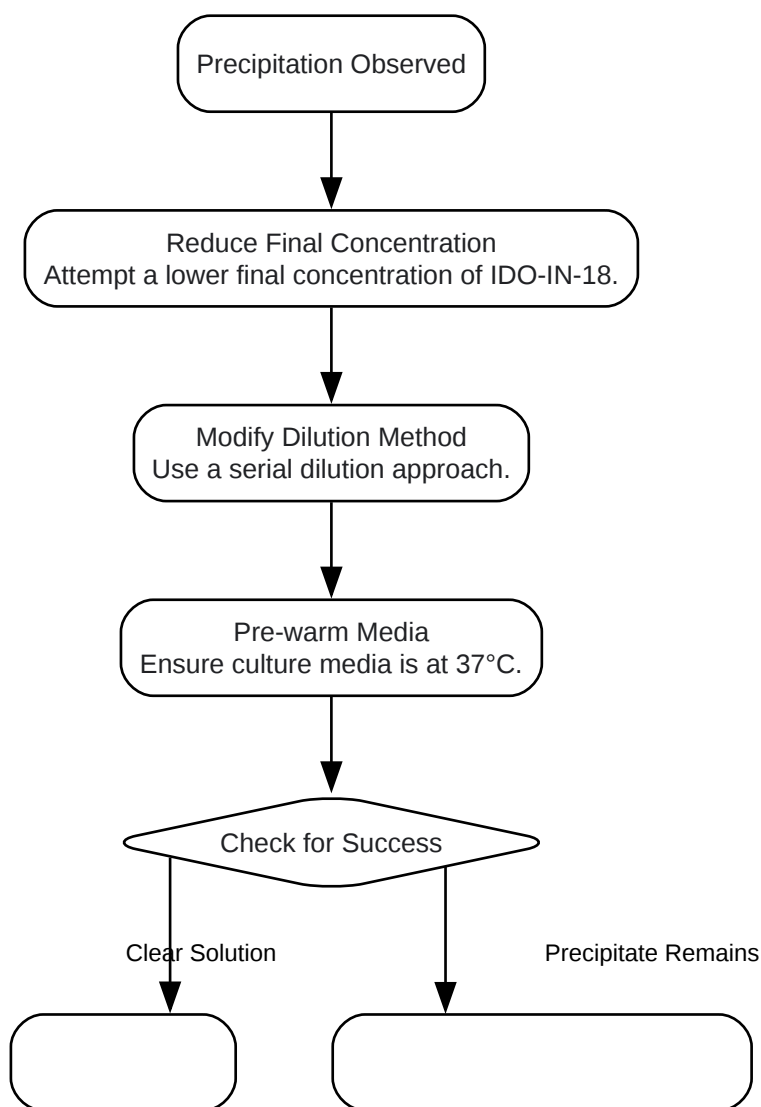 Precipitation Observed
Reduce Final Concentration
Attempt a lower final concentration of IDO-IN-18.
Modify Dilution Method
Use a serial dilution approach.
Pre-warm Media
Ensure culture media is at 37°C.
Check for Success
Clear Solution
Precipitate Remains